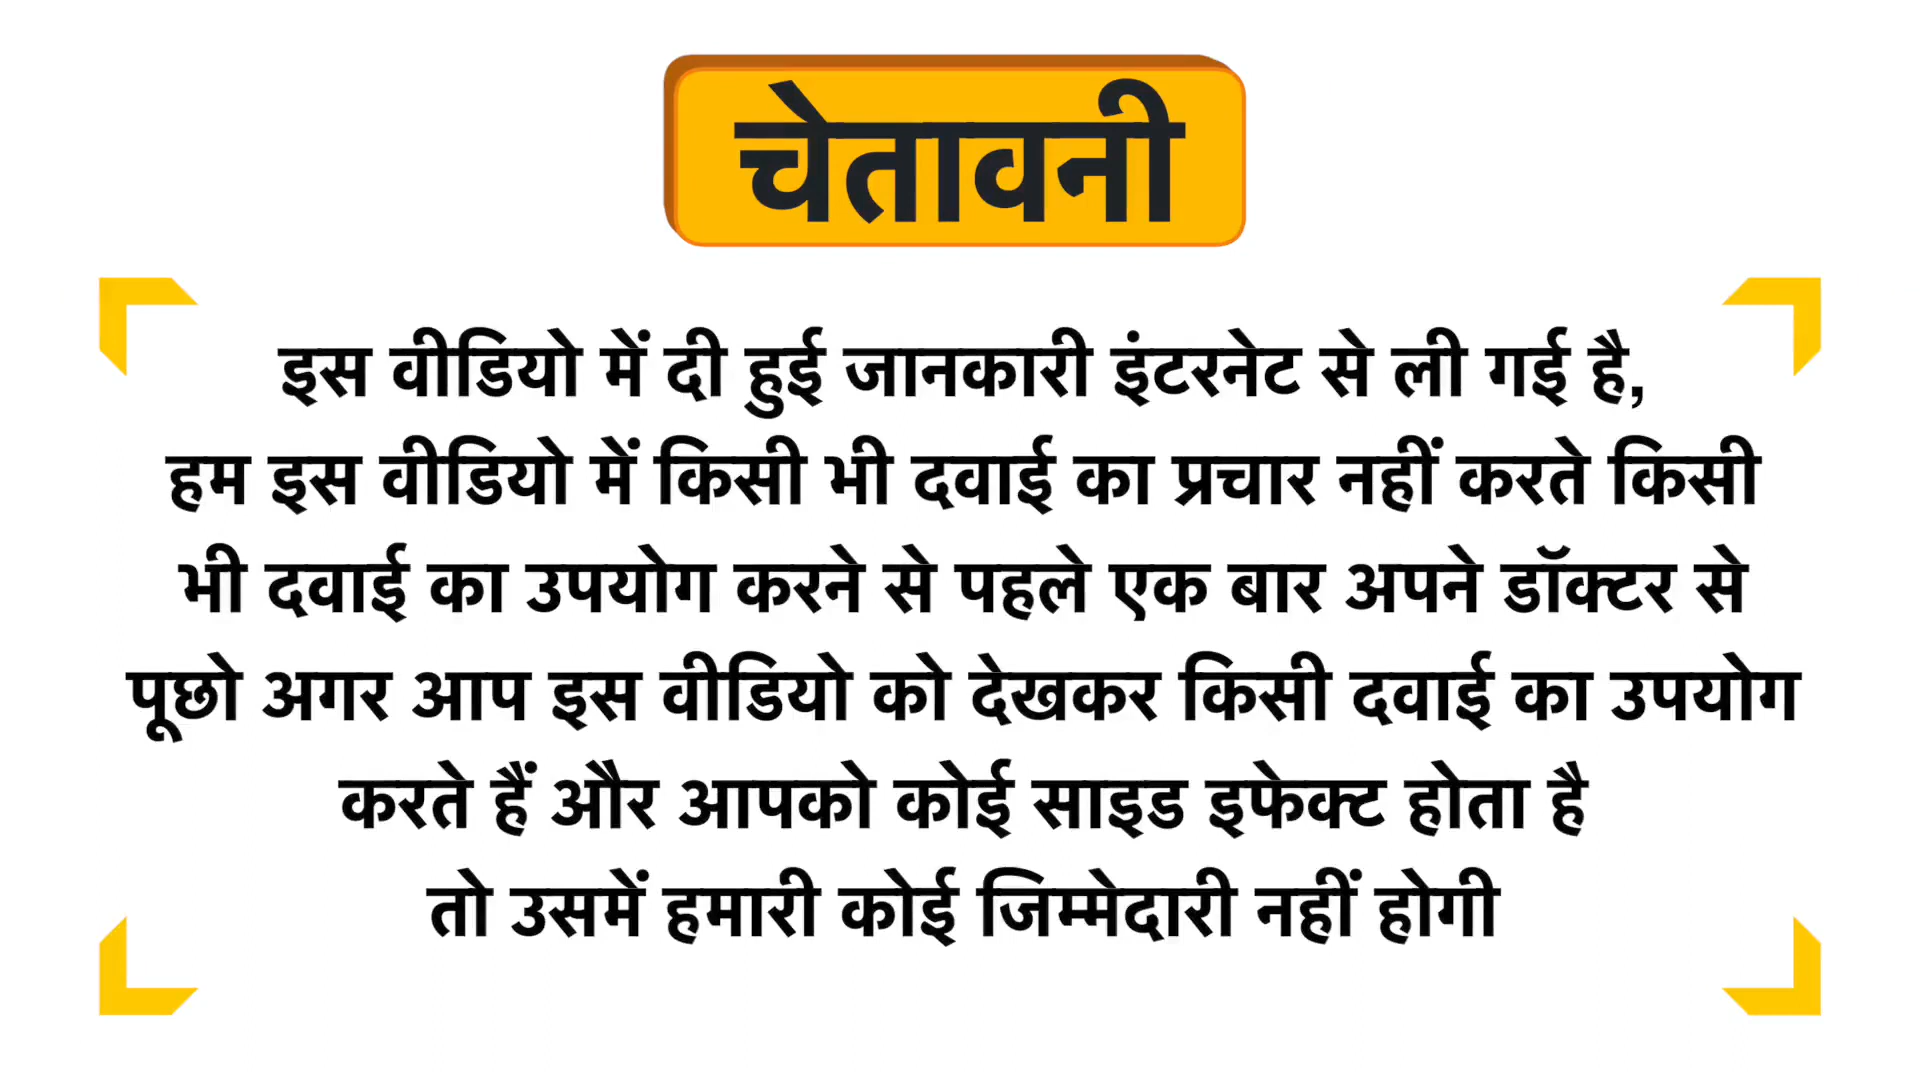 चेतावनी
इस वीडियो में दी हुई जानकारी इंटरनेट से ली गई है,
हम इस वीडियो में किसी भी दवाई का प्रचार नहीं करते किसी
भी दवाई का उपयोग करने से पहले एक बार अपने डॉक्टर से
पूछो अगर आप इस वीडियो को देखकर किसी दवाई का उपयोग
करते हैं और आपको कोई साइड इफेक्ट होता है
तो उसमें हमारी कोई जिम्मेदारी नहीं होगी